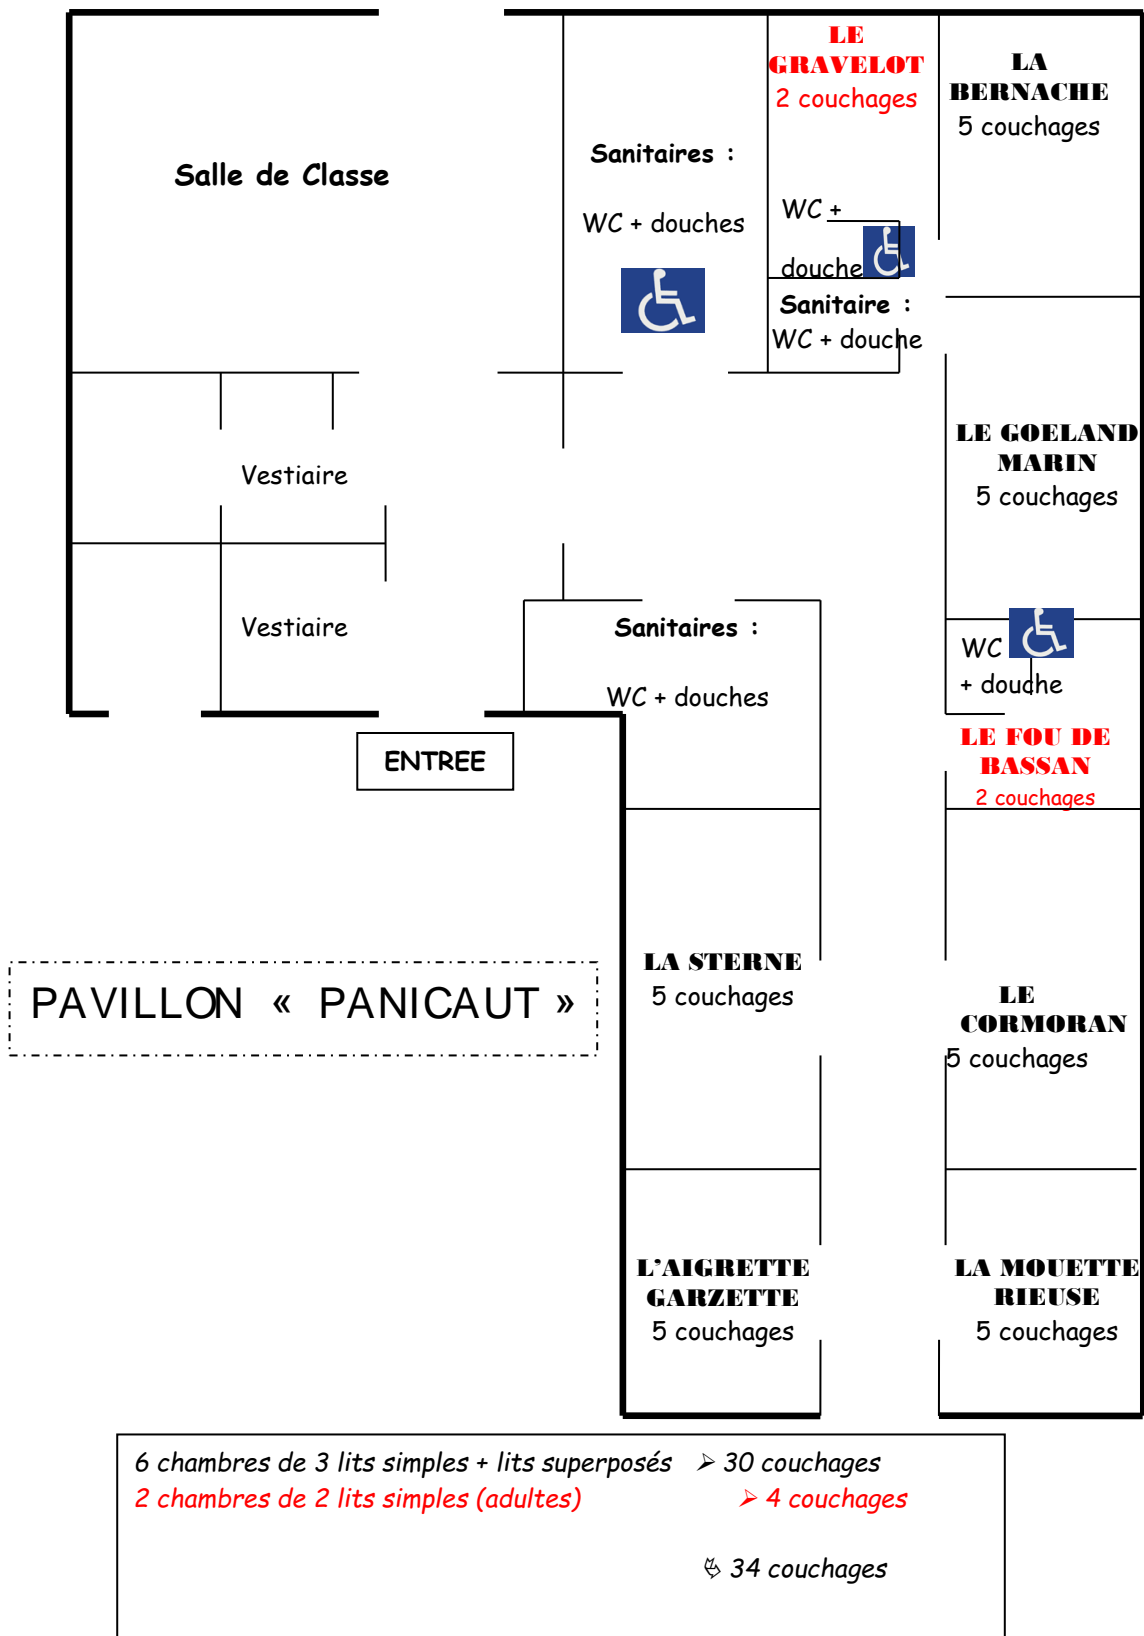 LE
GRAVELOT
2 couchages
LA
BERNACHE
5 couchages
Salle de Classe
Sanitaires :
WC + douches
WC +
douche
Sanitaire :
WC + douche
LE GOELAND
MARIN
5 couchages
Vestiaire
Vestiaire
Sanitaires :
WC + douches
WC
+ douche
ENTREE
LE FOU DE
BASSAN
2 couchages
LA STERNE
5 couchages
PAVILLON « PANICAUT »
LE
CORMORAN
5 couchages
L’AIGRETTE
GARZETTE
5 couchages
LA MOUETTE
RIEUSE
5 couchages
6 chambres de 3 lits simples + lits superposés ➢ 30 couchages
2 chambres de 2 lits simples (adultes) ➢ 4 couchages
↳ 34 couchages